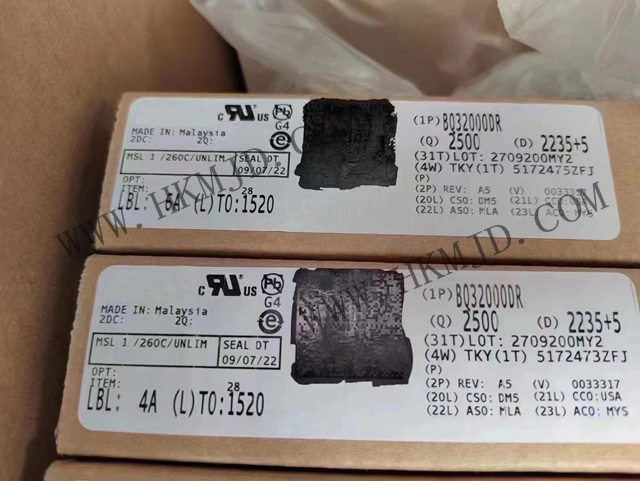 c UR US Pb
G4
e
MADE IN: Malaysia
2DC: 2Q:
MSL 1 /260C/UNLIM SEAL DT
09/07/22
OPT:
ITEM: 28
LBL: 5A (L)TO:1520
(1P) BQ32000DR
(Q) 2500 (D) 2235+5
(31T)LOT: 2709200MY2
(4W) TKY(1T) 5172475ZFJ
(P)
(2P) REV: A5 (V) 0033317
(20L) CSO: DM5 (21L) CCO:USA
(22L) ASO: MLA (23L) ACO: MYS
c UR US Pb
G4
e
MADE IN: Malaysia
2DC: 2Q:
MSL 1 /260C/UNLIM SEAL DT
09/07/22
OPT:
ITEM: 28
LBL: 4A (L)TO:1520
(1P) BQ32000DR
(Q) 2500 (D) 2235+5
(31T)LOT: 2709200MY2
(4W) TKY(1T) 5172473ZFJ
(P)
(2P) REV: A5 (V) 0033317
(20L) CSO: DM5 (21L) CCO:USA
(22L) ASO: MLA (23L) ACO: MYS
WWW.HKMJD.COM
WWW.HKMJD.COM